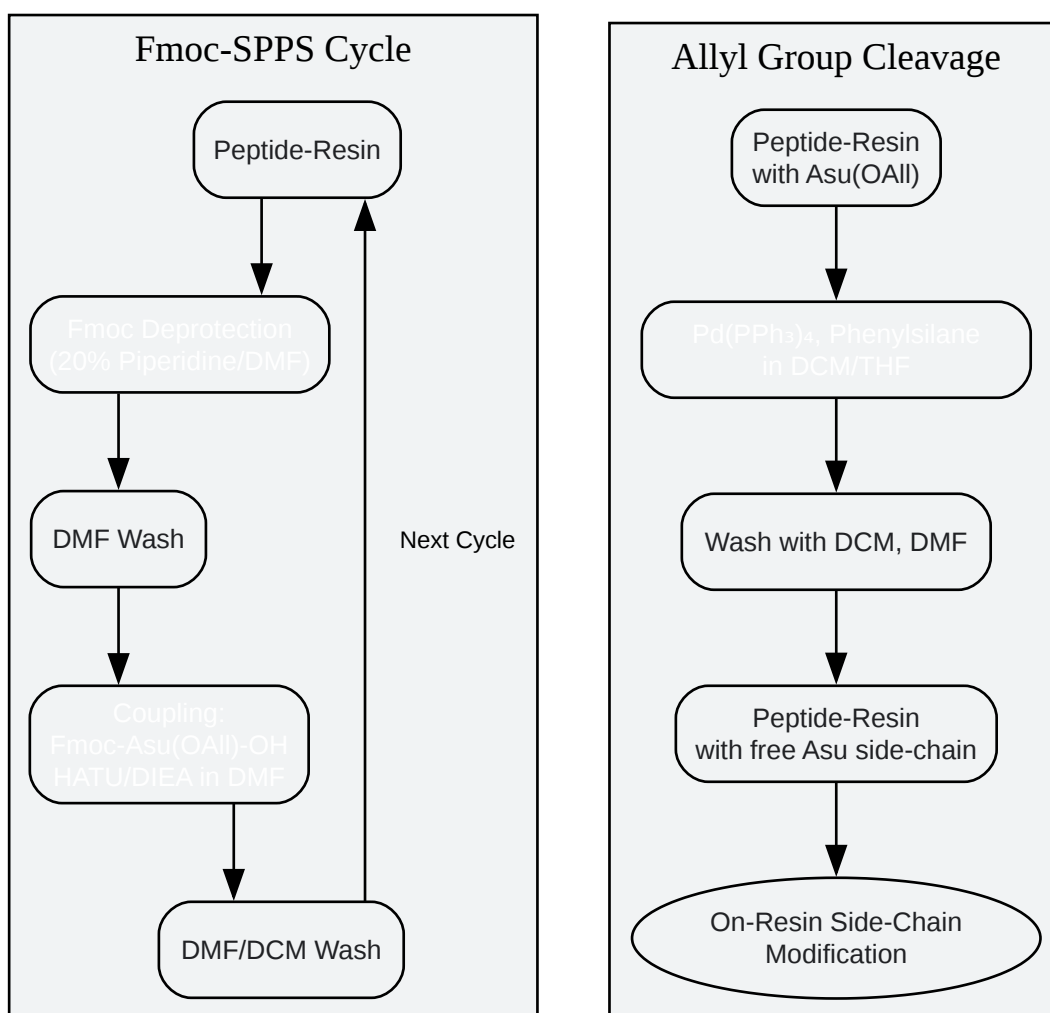 Fmoc-SPPS Cycle
Peptide-Resin
Fmoc Deprotection
(20% Piperidine/DMF)
DMF Wash
Next Cycle
Coupling:
Fmoc-Asu(OAll)-OH
HATU/DIEA in DMF
DMF/DCM Wash
Allyl Group Cleavage
Peptide-Resin
with Asu(OAll)
Pd(PPh₃)₄, Phenylsilane
in DCM/THF
Wash with DCM, DMF
Peptide-Resin
with free Asu side-chain
On-Resin Side-Chain
Modification